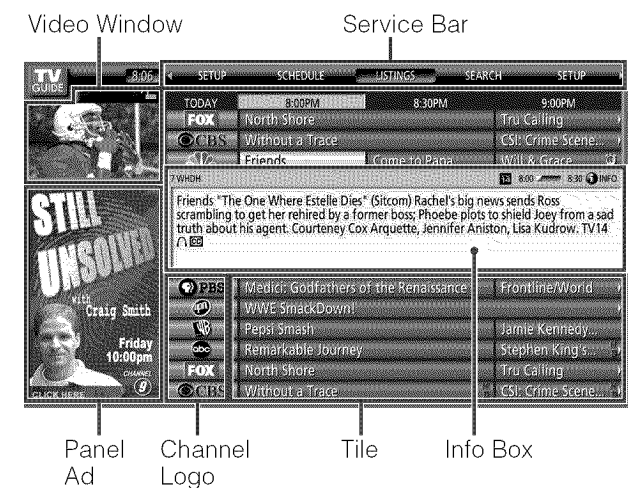 Video Window
Service Bar
TV GUIDE
8:06
SETUP SCHEDULE LISTINGS SEARCH SETUP
TODAY 8:00PM 8:30PM 9:00PM
FOX North Shore Tru Calling
CBS Without a Trace CSI: Crime Scene...
Friends Come to Papa Will & Grace
7 WHDH 12 8:00 8:30 i INFO
Friends "The One Where Estelle Dies" (Sitcom) Rachel's big news sends Ross
scrambling to get her rehired by a former boss; Phoebe plots to shield Joey from a sad
truth about his agent. Courteney Cox Arquette, Jennifer Aniston, Lisa Kudrow. TV14
CC
STILL
UNSOLVED
with
Craig Smith
Friday
10:00pm
CHANNEL
9
CLICK HERE
PBS Medici: Godfathers of the Renaissance Frontline/World
WWE SmackDown!
WB Pepsi Smash Jamie Kennedy...
abc Remarkable Journey Stephen King's...
FOX North Shore Tru Calling
CBS Without a Trace CSI: Crime Scene...
Panel
Ad
Channel
Logo
Tile
Info Box